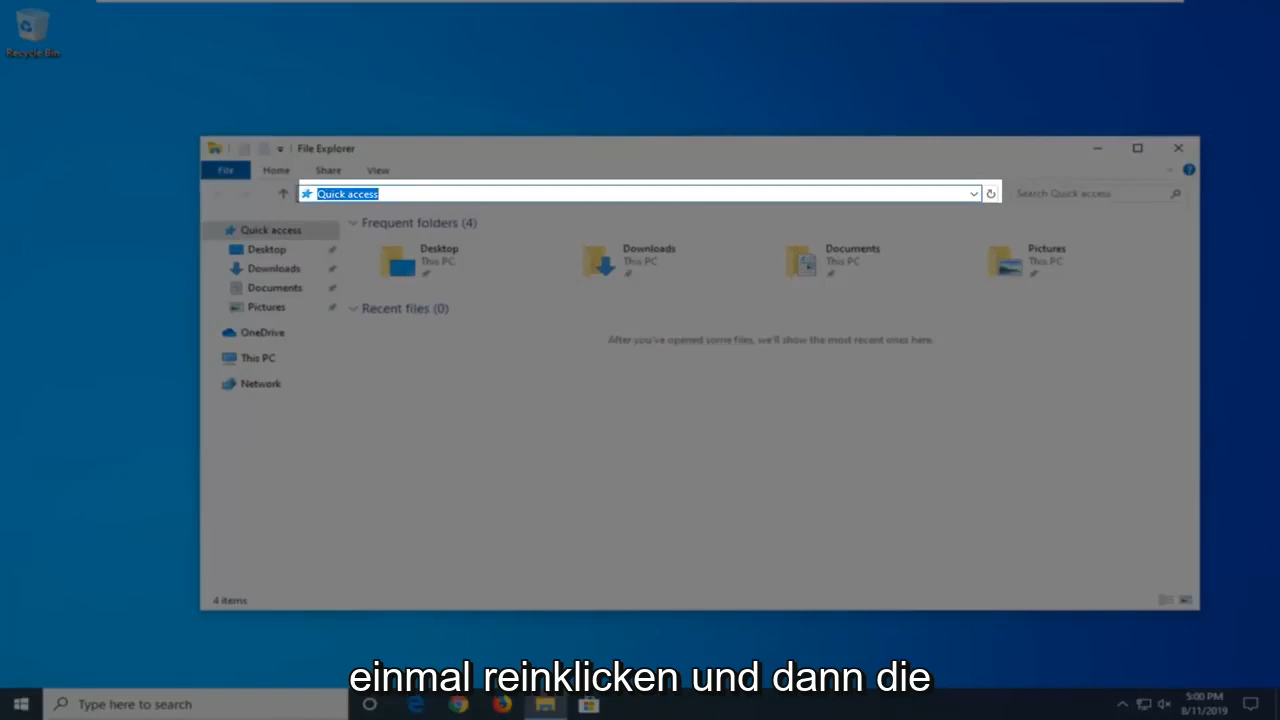 Recycle Bin
File Explorer
File Home Share View
Quick access
Search Quick access
Quick access
Desktop
Downloads
Documents
Pictures
OneDrive
This PC
Network
Frequent folders (4)
Desktop
This PC
Downloads
This PC
Documents
This PC
Pictures
This PC
Recent files (0)
After you've opened some files, we'll show the most recent ones here.
4 items
einmal reinklicken und dann die
Type here to search
5:00 PM
8/11/2019